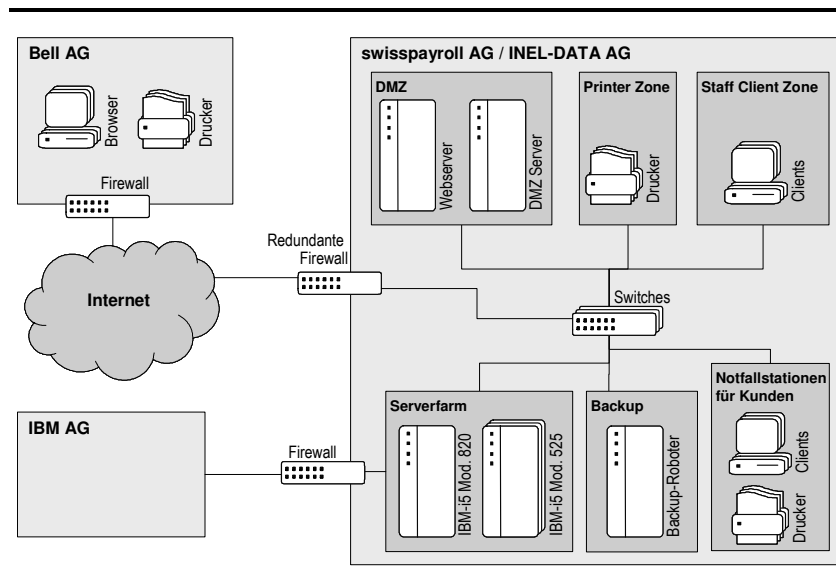 Bell AG
Browser
Drucker
Firewall
Internet
Redundante
Firewall
IBM AG
Firewall
swisspayroll AG / INEL-DATA AG
DMZ
Webserver
DMZ Server
Printer Zone
Drucker
Staff Client Zone
Clients
Switches
Serverfarm
IBM-i5 Mod. 820
IBM-i5 Mod. 525
Backup
Backup-Roboter
Notfallstationen
für Kunden
Clients
Drucker